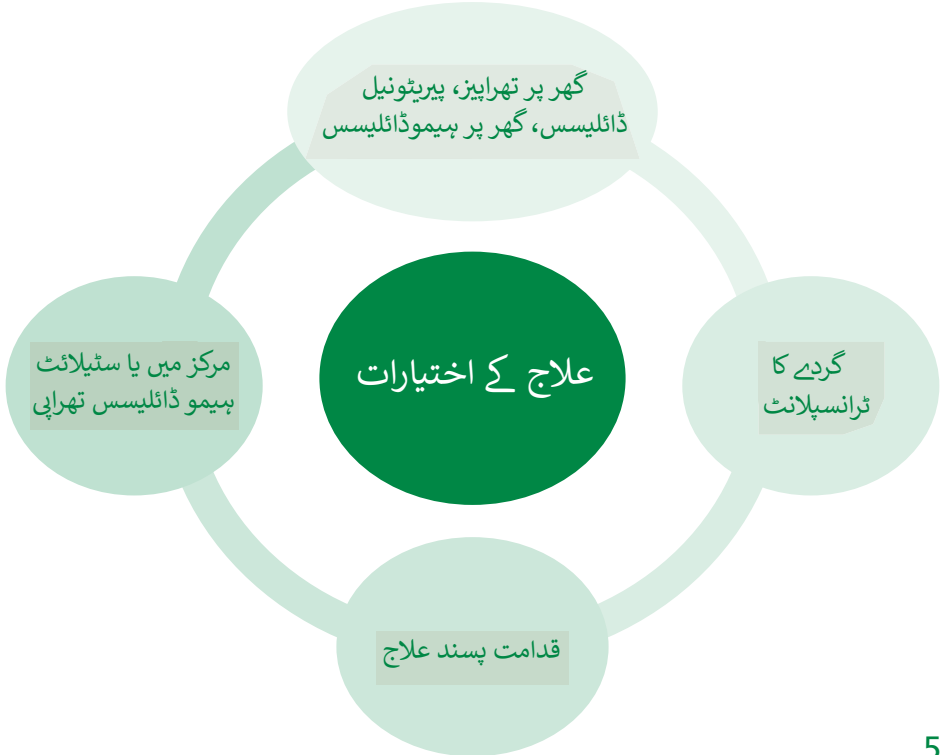 گھر پر تھراپیز، پیریٹونیل
ڈائلیسس، گھر پر ہیموڈائلیسس
علاج کے اختیارات
گردے کا
ٹرانسپلانٹ
مرکز میں یا سٹیلائٹ
ہیمو ڈائلیسس تھراپی
قدامت پسند علاج
5